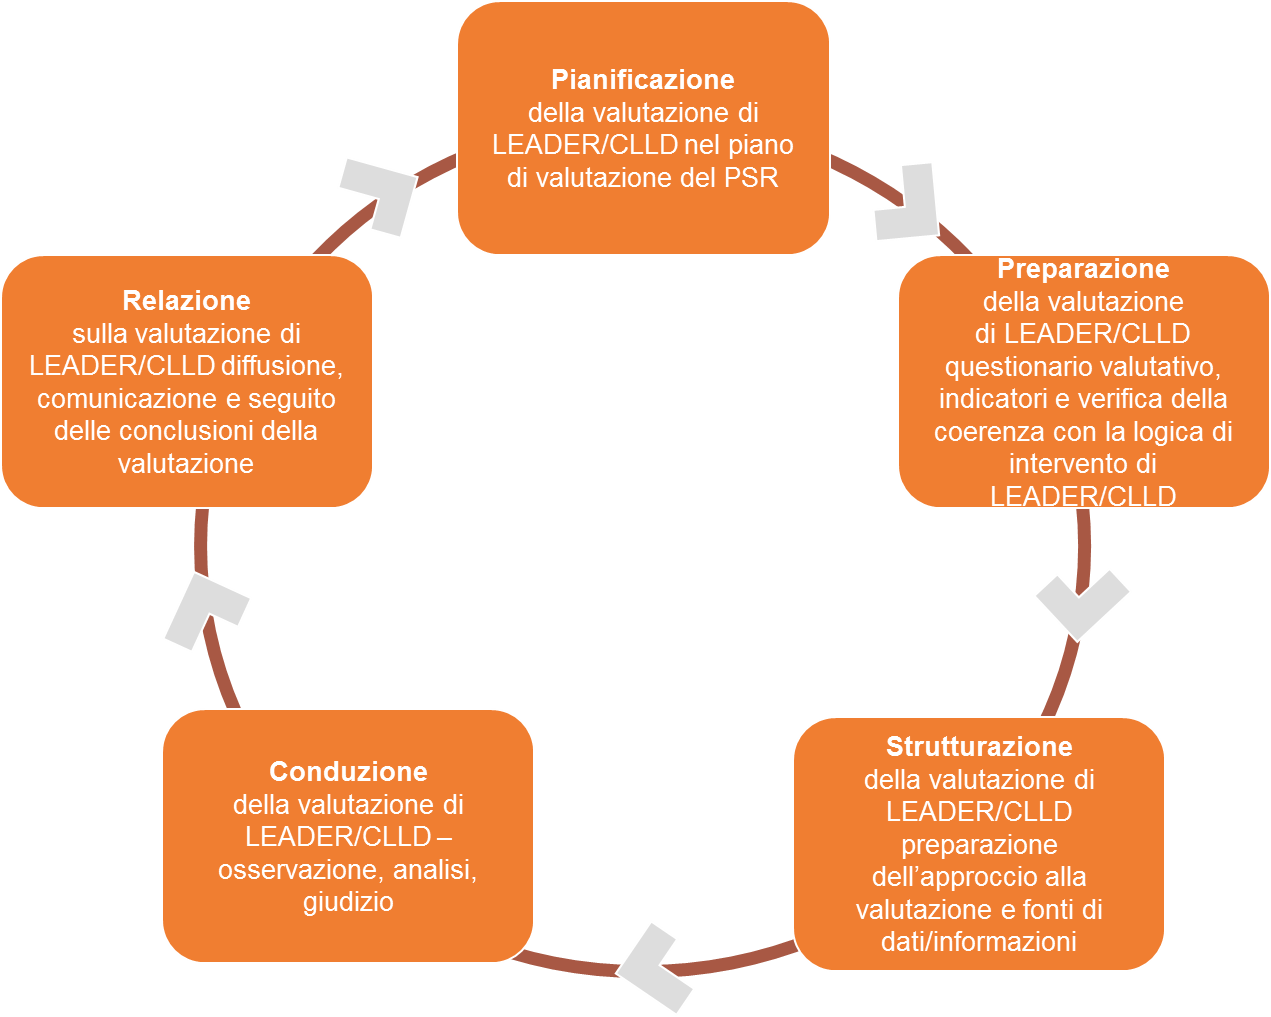 Pianificazione
della valutazione di
LEADER/CLLD nel piano
di valutazione del PSR
Preparazione
della valutazione
di LEADER/CLLD
questionario valutativo,
indicatori e verifica della
coerenza con la logica di
intervento di
LEADER/CLLD
Strutturazione
della valutazione di
LEADER/CLLD
preparazione
dell’approccio alla
valutazione e fonti di
dati/informazioni
Conduzione
della valutazione di
LEADER/CLLD –
osservazione, analisi,
giudizio
Relazione
sulla valutazione di
LEADER/CLLD diffusione,
comunicazione e seguito
delle conclusioni della
valutazione